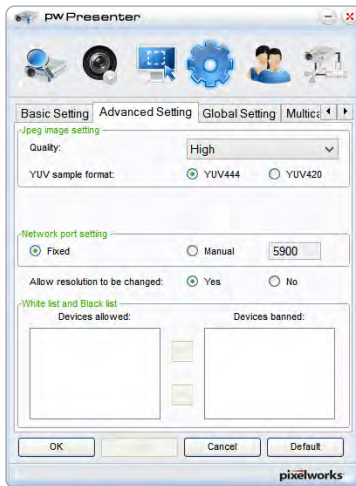 pwPresenter
Basic Setting Advanced Setting Global Setting Multica
Jpeg image setting
Quality: High
YUV sample format: YUV444 YUV420
Network port setting
Fixed Manual 5900
Allow resolution to be changed: Yes No
White list and Black list
Devices allowed: Devices banned:
OK Cancel Default
pixelworks